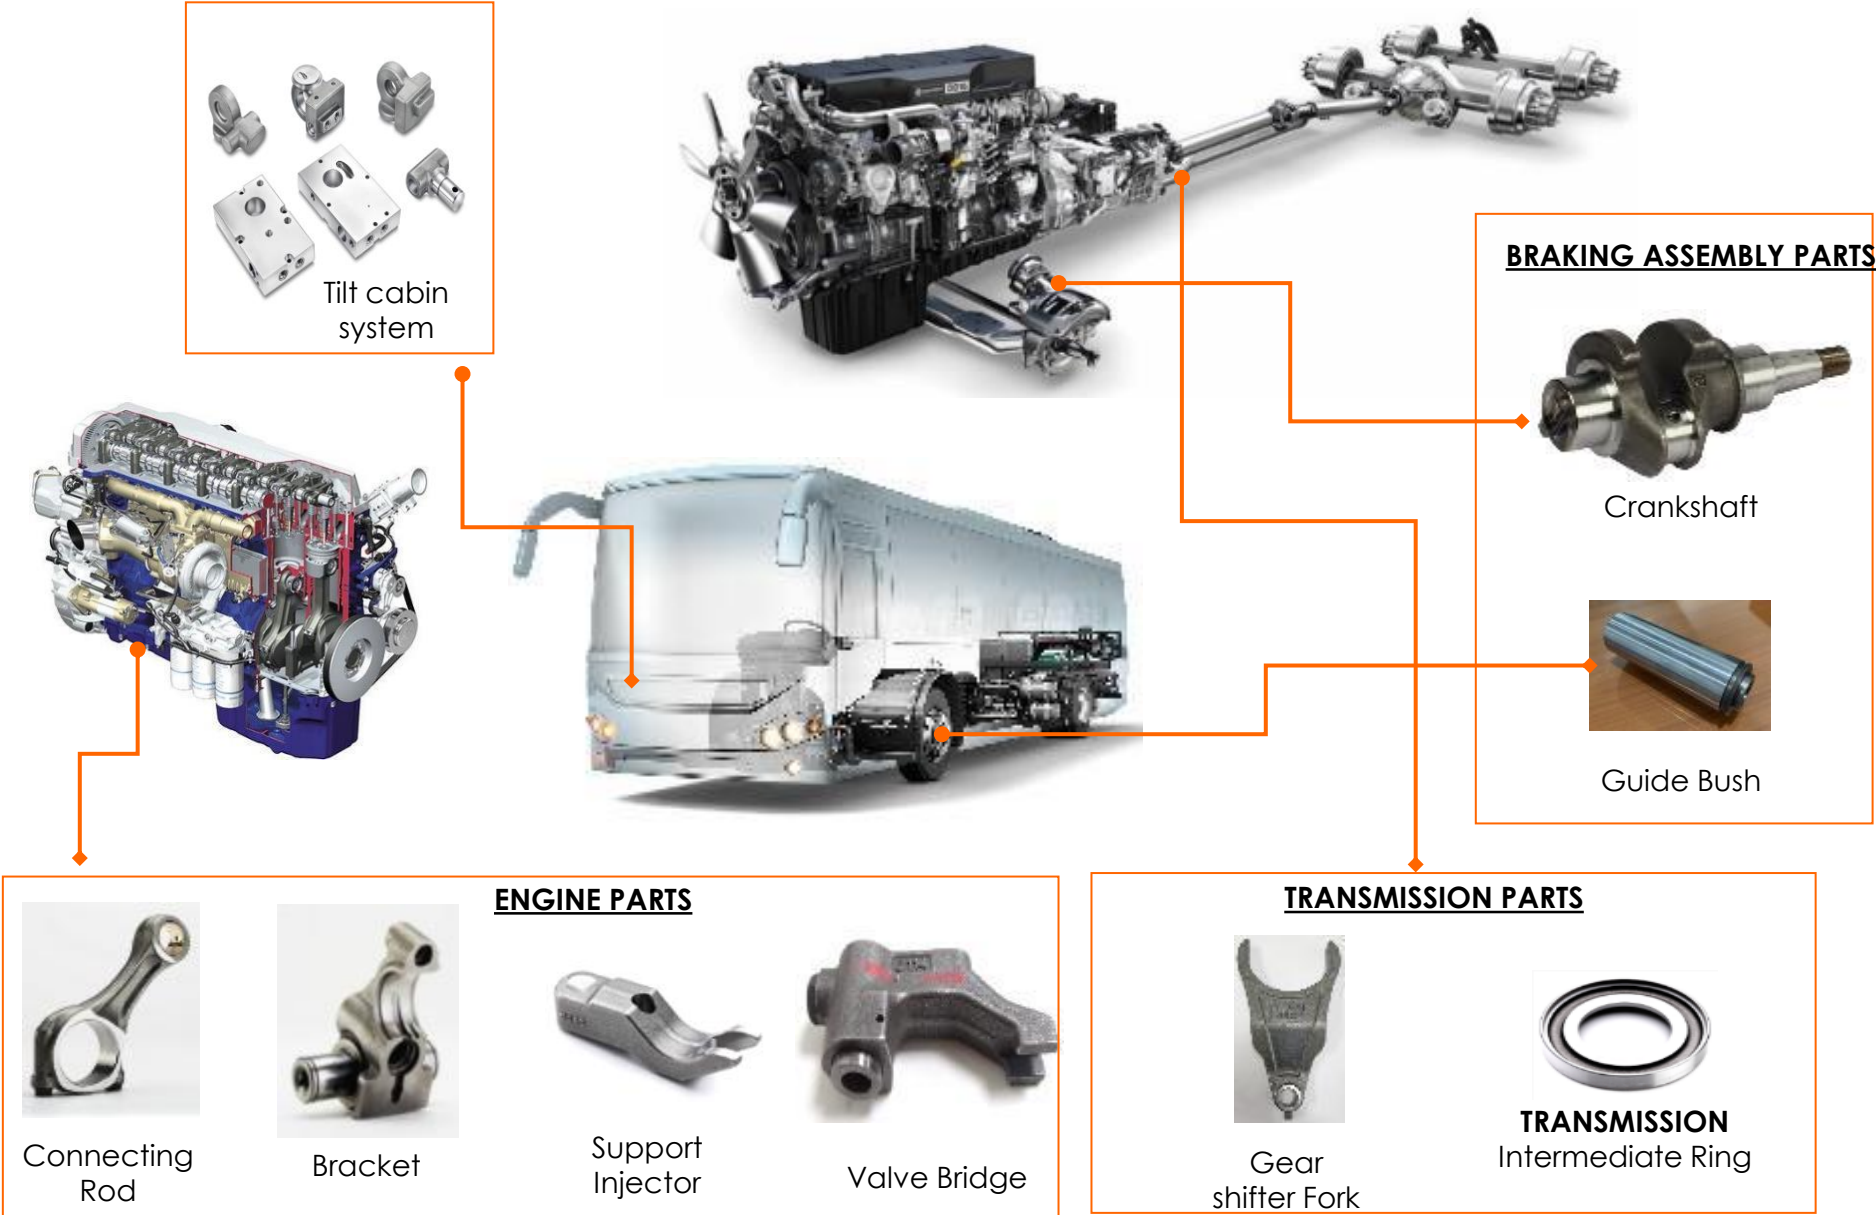 Tilt cabin
system
BRAKING ASSEMBLY PARTS
Crankshaft
Guide Bush
ENGINE PARTS
Connecting
Rod
Bracket
Support
Injector
Valve Bridge
TRANSMISSION PARTS
Gear
shifter Fork
TRANSMISSION
Intermediate Ring